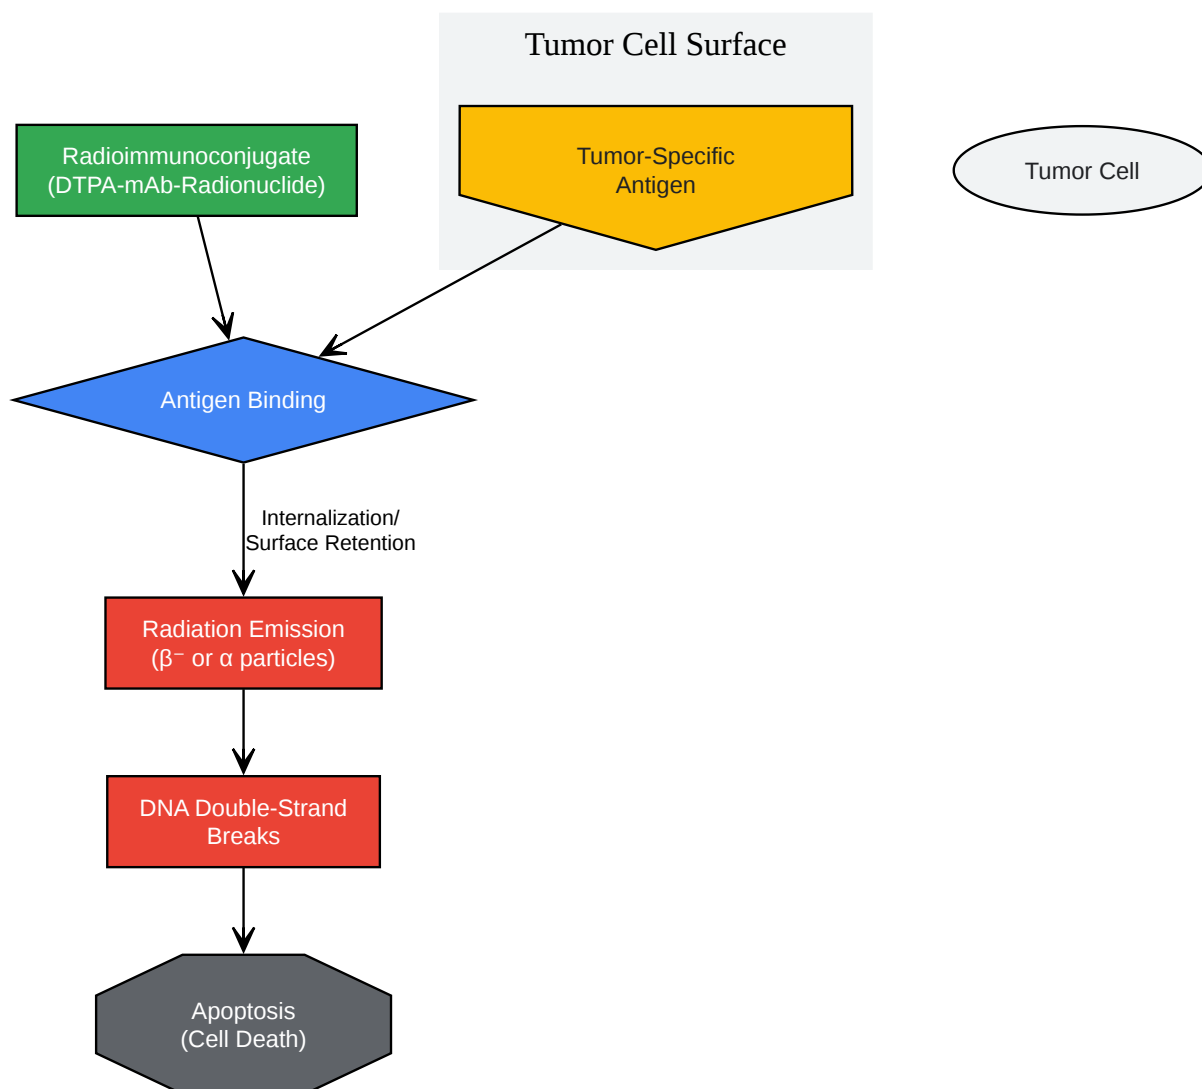 Tumor Cell Surface
Radioimmunoconjugate
(DTPA-mAb-Radionuclide)
Tumor-Specific
Antigen
Tumor Cell
Antigen Binding
Internalization/
Surface Retention
Radiation Emission
(β⁻ or α particles)
DNA Double-Strand
Breaks
Apoptosis
(Cell Death)